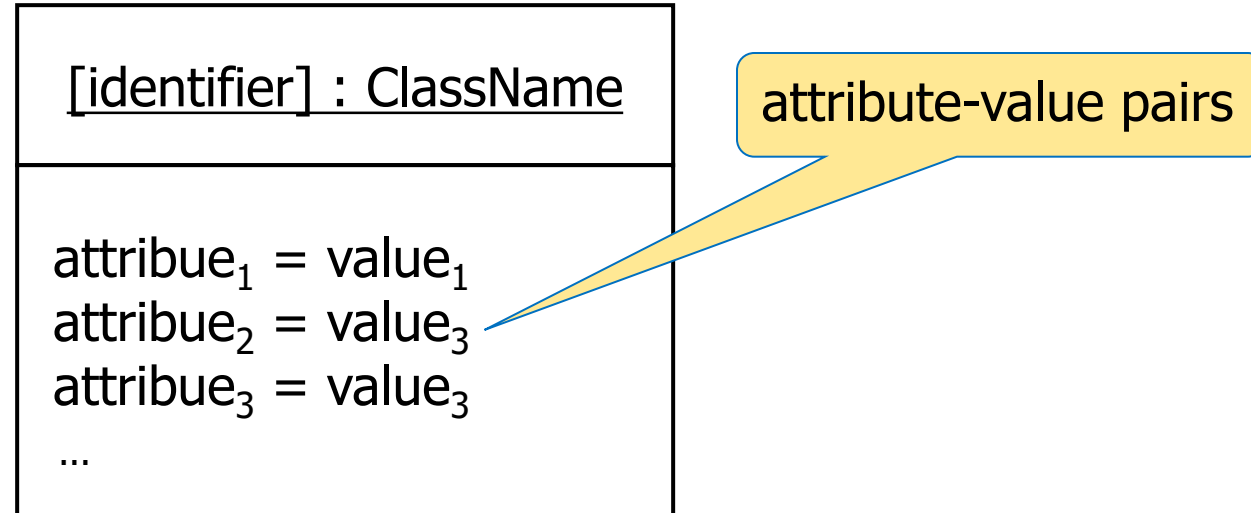 [identifier] : ClassName
attribute-value pairs
attribue₁ = value₁
attribue₂ = value₃
attribue₃ = value₃
...